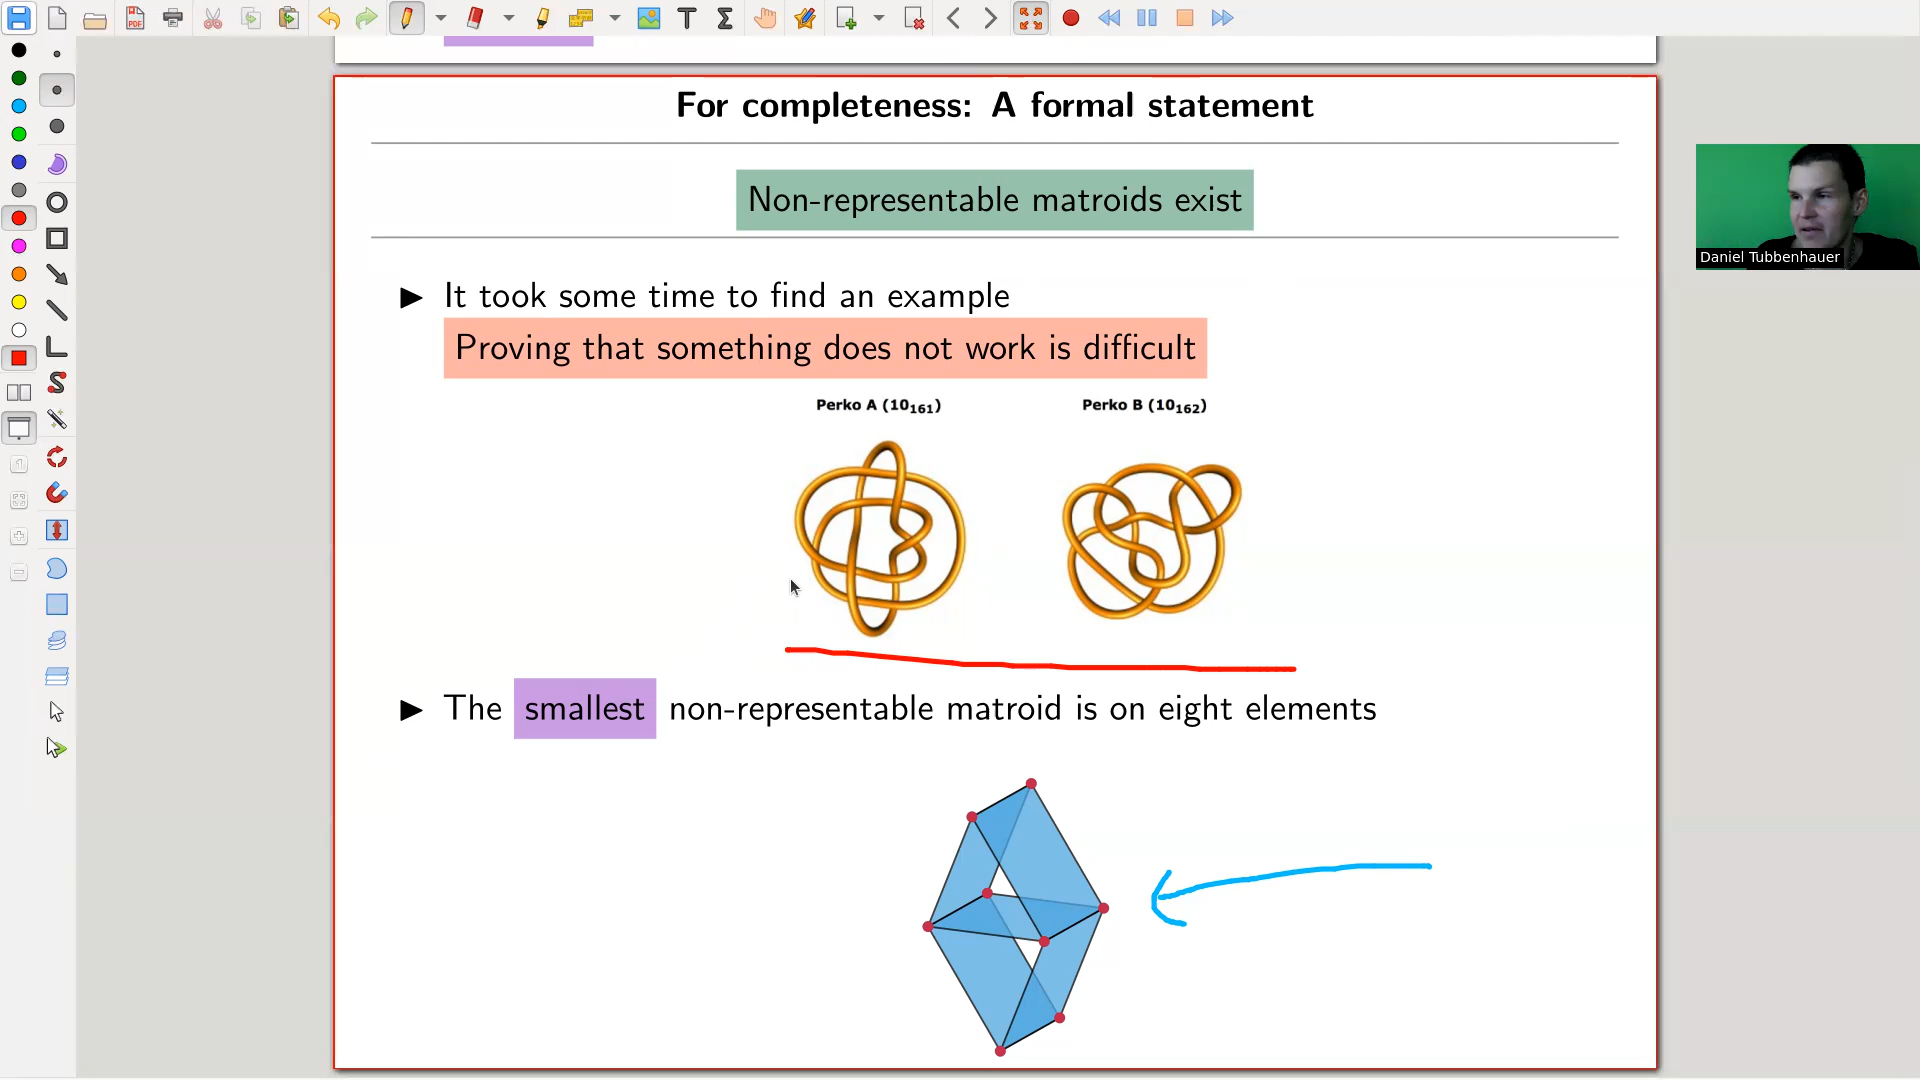 For completeness: A formal statement
Non-representable matroids exist
▶ It took some time to find an example
Proving that something does not work is difficult
Perko A (10₁₆₁) Perko B (10₁₆₂)
▶ The smallest non-representable matroid is on eight elements
Daniel Tubbenhauer